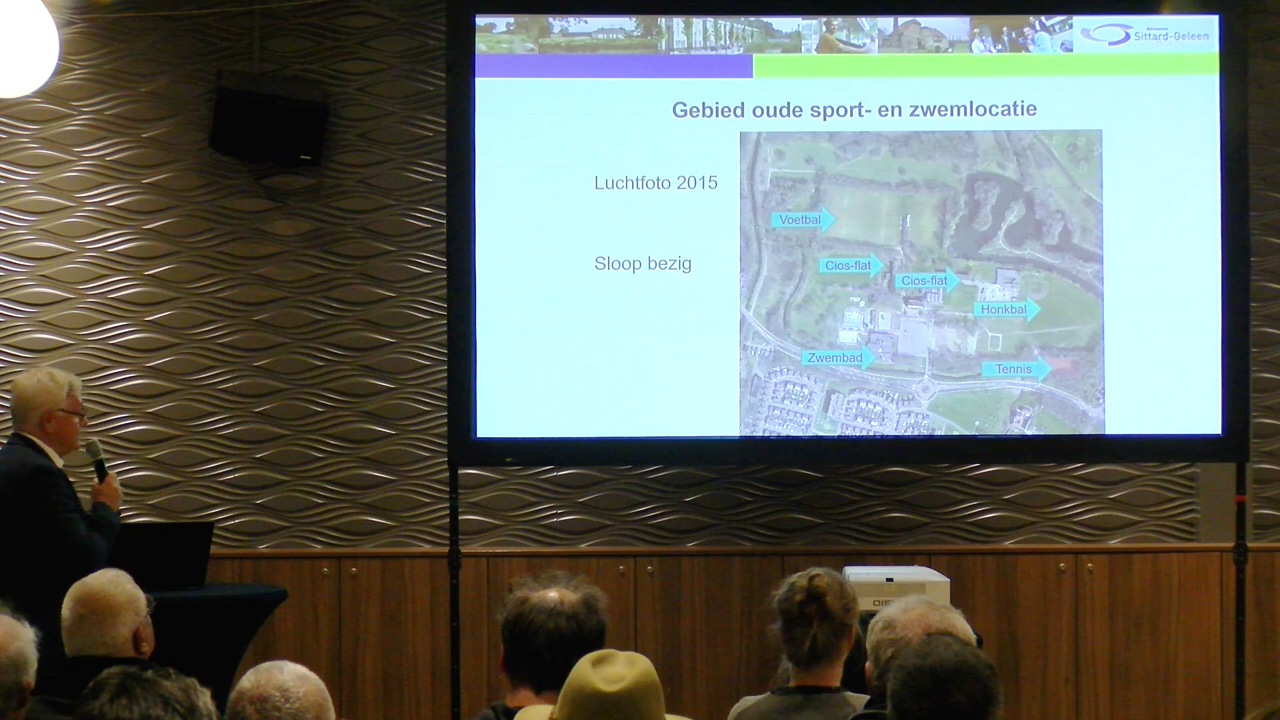 Gemeente
Sittard-Geleen
Gebied oude sport- en zwemlocatie
Luchtfoto 2015
Sloop bezig
Voetbal
Cios-flat
Cios-flat
Honkbal
Zwembad
Tennis